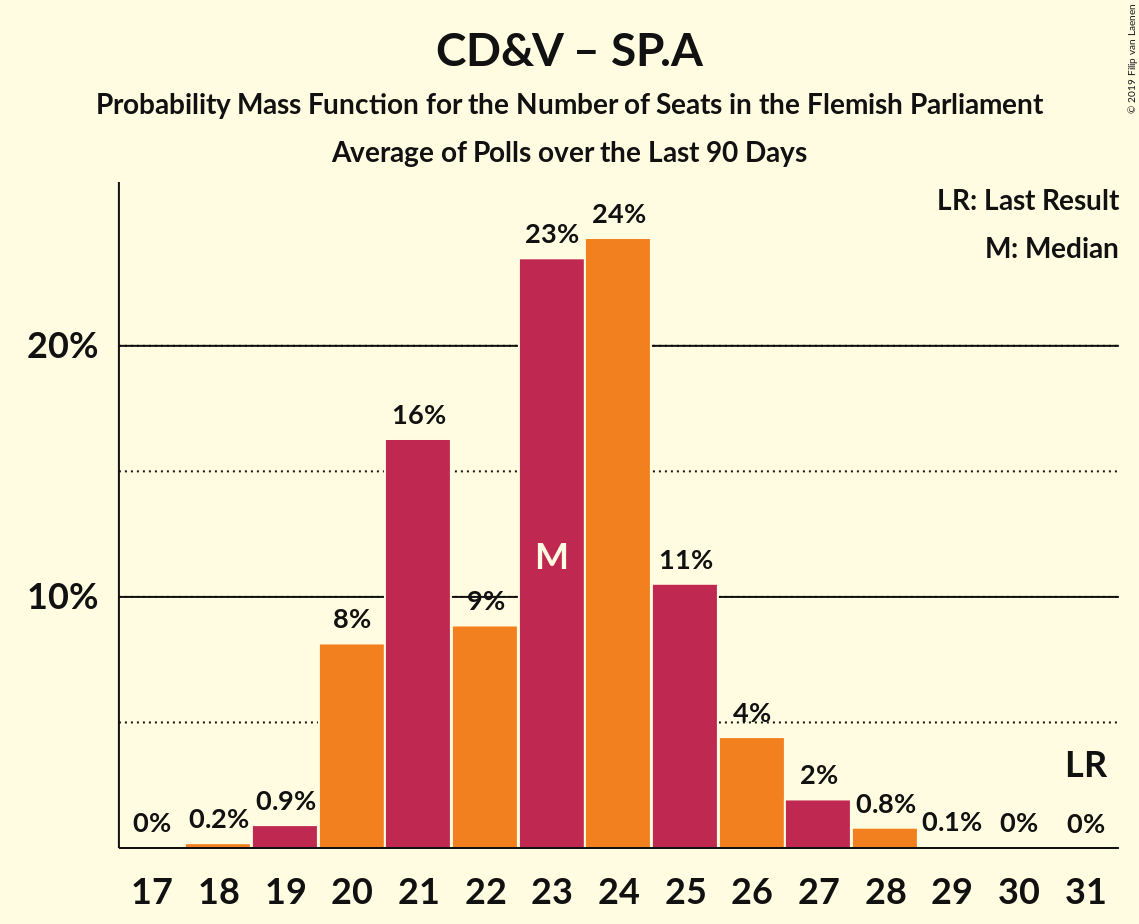 CD&V – SP.A
Probability Mass Function for the Number of Seats in the Flemish Parliament
Average of Polls over the Last 90 Days
© 2019 Filip van Laenen
LR: Last Result
M: Median
20%
10%
0%
0.2%
0.9%
8%
16%
9%
23%
24%
11%
4%
2%
0.8%
0.1%
0%
0%
M
LR
17 18 19 20 21 22 23 24 25 26 27 28 29 30 31